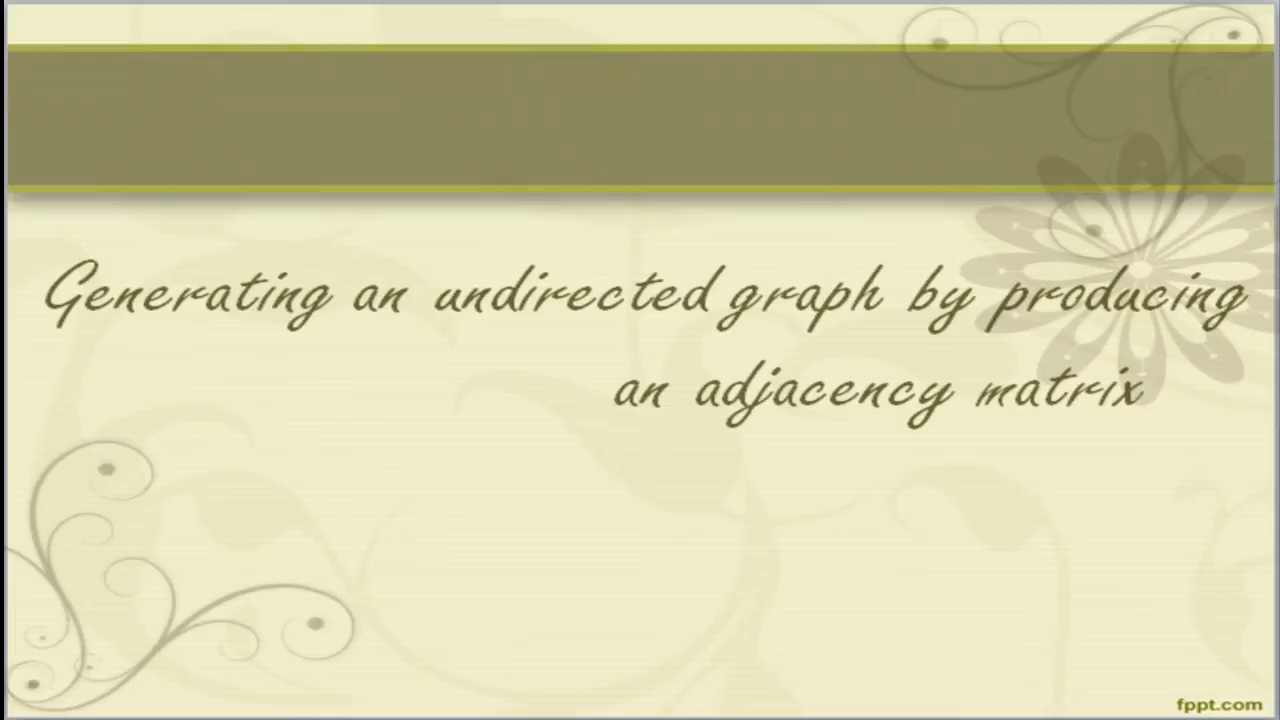 Generating an undirected graph by producing
an adjacency matrix
fppt.com